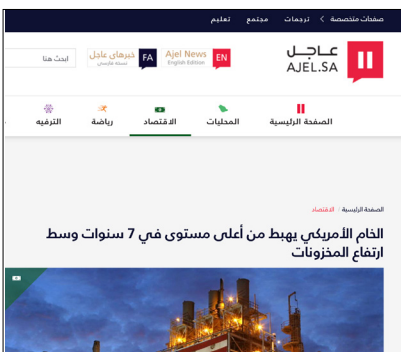 صفحات متخصصة > ترجمات مجتمع تعليم
عاجل
AJEL.SA
EN Ajel News
English Edition
FA خبرهای عاجل
نسخه فارسی
ابحث هنا
الصفحة الرئيسية المحليات الاقتصاد رياضة الترفيه
الصفحة الرئيسية / الاقتصاد
الخام الأمريكي يهبط من أعلى مستوى في 7 سنوات وسط
ارتفاع المخزونات